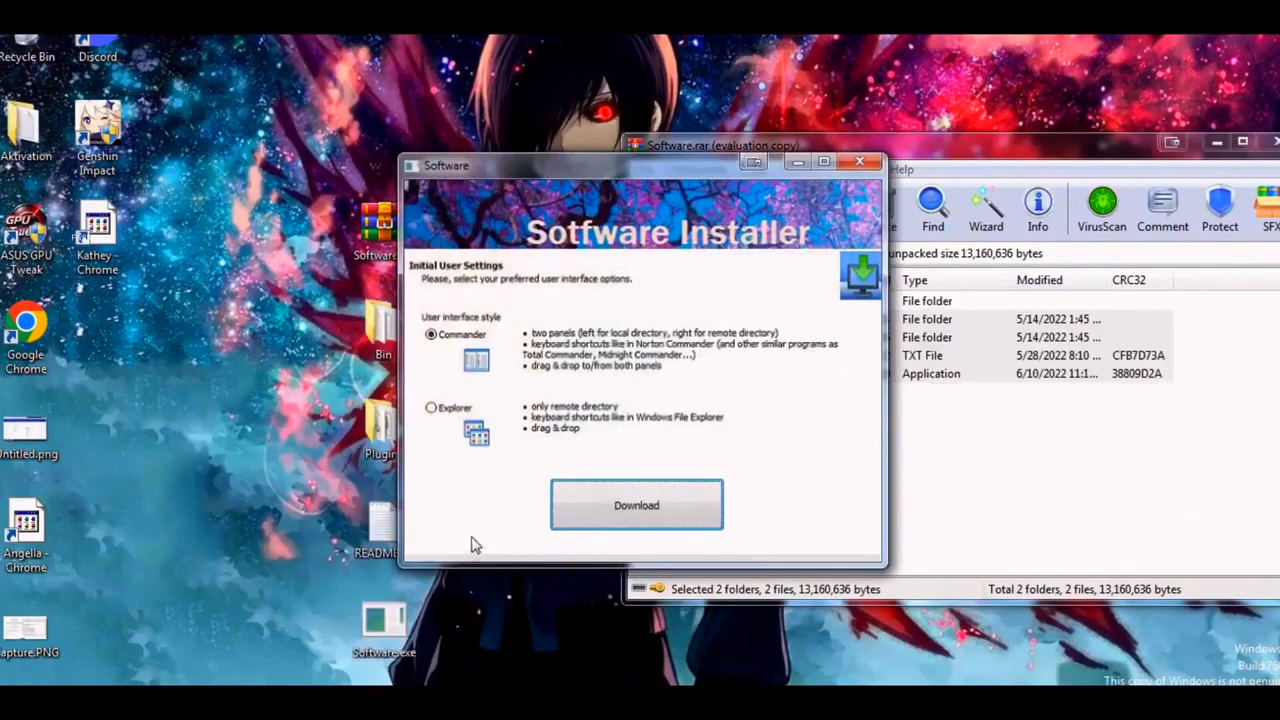 Recycle Bin
Discord
Aktivation
Genshin
Impact
GPU
ASUS GPU
Tweak
Kathey -
Chrome
Google
Chrome
Untitled.png
Angella -
Chrome
apture.PNG
Software
Bin
Plugin
README
Software.exe
Software.rar (evaluation copy)
Help
Find
Wizard
Info
VirusScan
Comment
Protect
SFX
unpacked size 13,160,636 bytes
Type
Modified
CRC32
File folder
File folder
5/14/2022 1:45 ...
File folder
5/14/2022 1:45 ...
TXT File
5/28/2022 8:10 ...
CFB7D73A
Application
6/10/2022 11:1...
38809D2A
Selected 2 folders, 2 files, 13,160,636 bytes
Total 2 folders, 2 files, 13,160,636 bytes
Software
Sotfware Installer
Initial User Settings
Please, select your preferred user interface options.
User interface style
Commander
• two panels (left for local directory, right for remote directory)
• keyboard shortcuts like in Norton Commander (and other similar programs as
Total Commander, Midnight Commander...)
• drag & drop to/from both panels
Explorer
• only remote directory
• keyboard shortcuts like in Windows File Explorer
• drag & drop
Download
Windows
Build 76
This copy of Windows is not genui